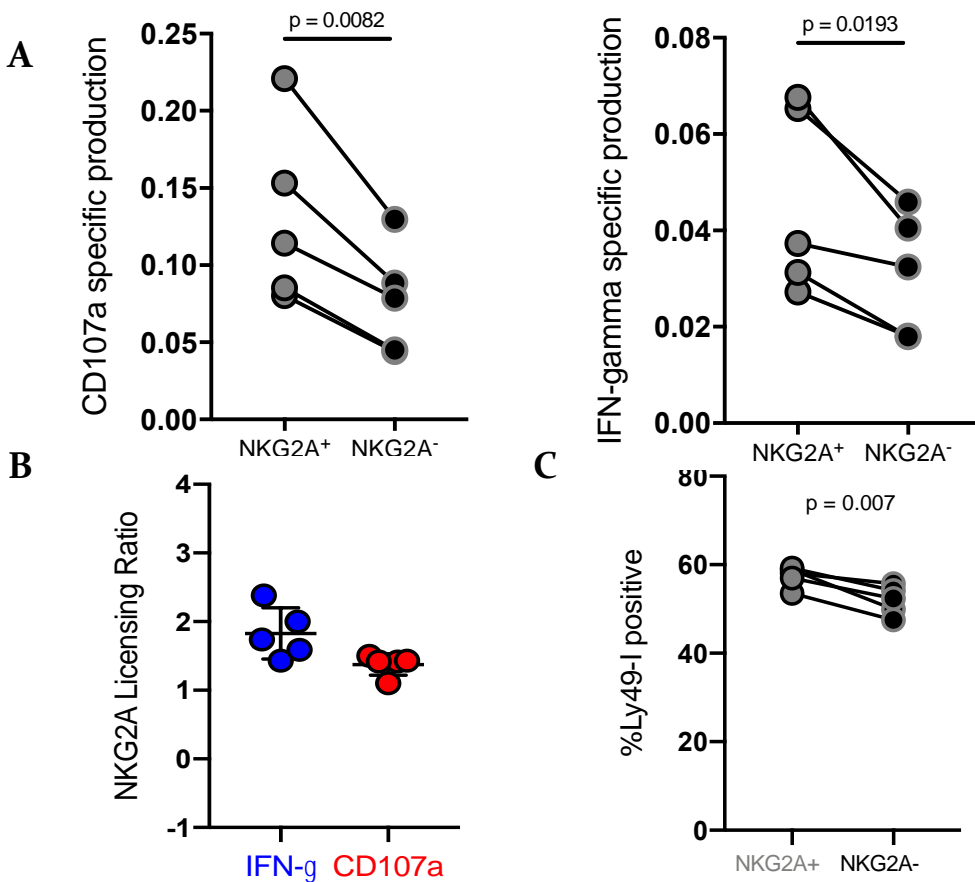 A
CD107a specific production
p = 0.0082
0.25
0.20
0.15
0.10
0.05
0.00
NKG2A⁺ NKG2A⁻
IFN-gamma specific production
p = 0.0193
0.08
0.06
0.04
0.02
0.00
NKG2A⁺ NKG2A⁻
B
NKG2A Licensing Ratio
4
3
2
1
0
-1
IFN-g CD107a
C
%Ly49-I positive
p = 0.007
80
60
40
20
0
NKG2A+ NKG2A-